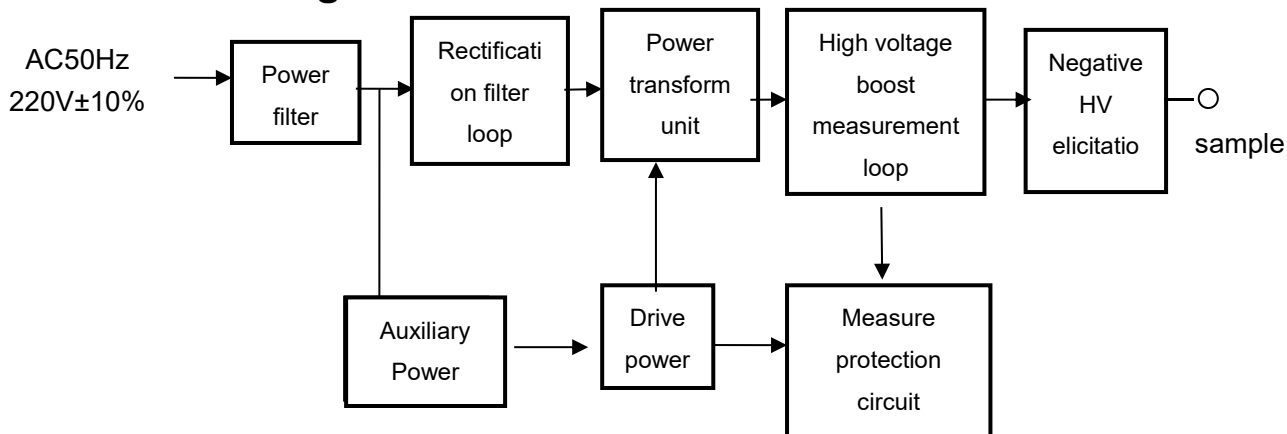 AC50Hz
220V±10%
Power
filter
Rectificati
on filter
loop
Power
transform
unit
High voltage
boost
measurement
loop
Negative
HV
elicitatio
sample
Auxiliary
Power
Drive
power
Measure
protection
circuit